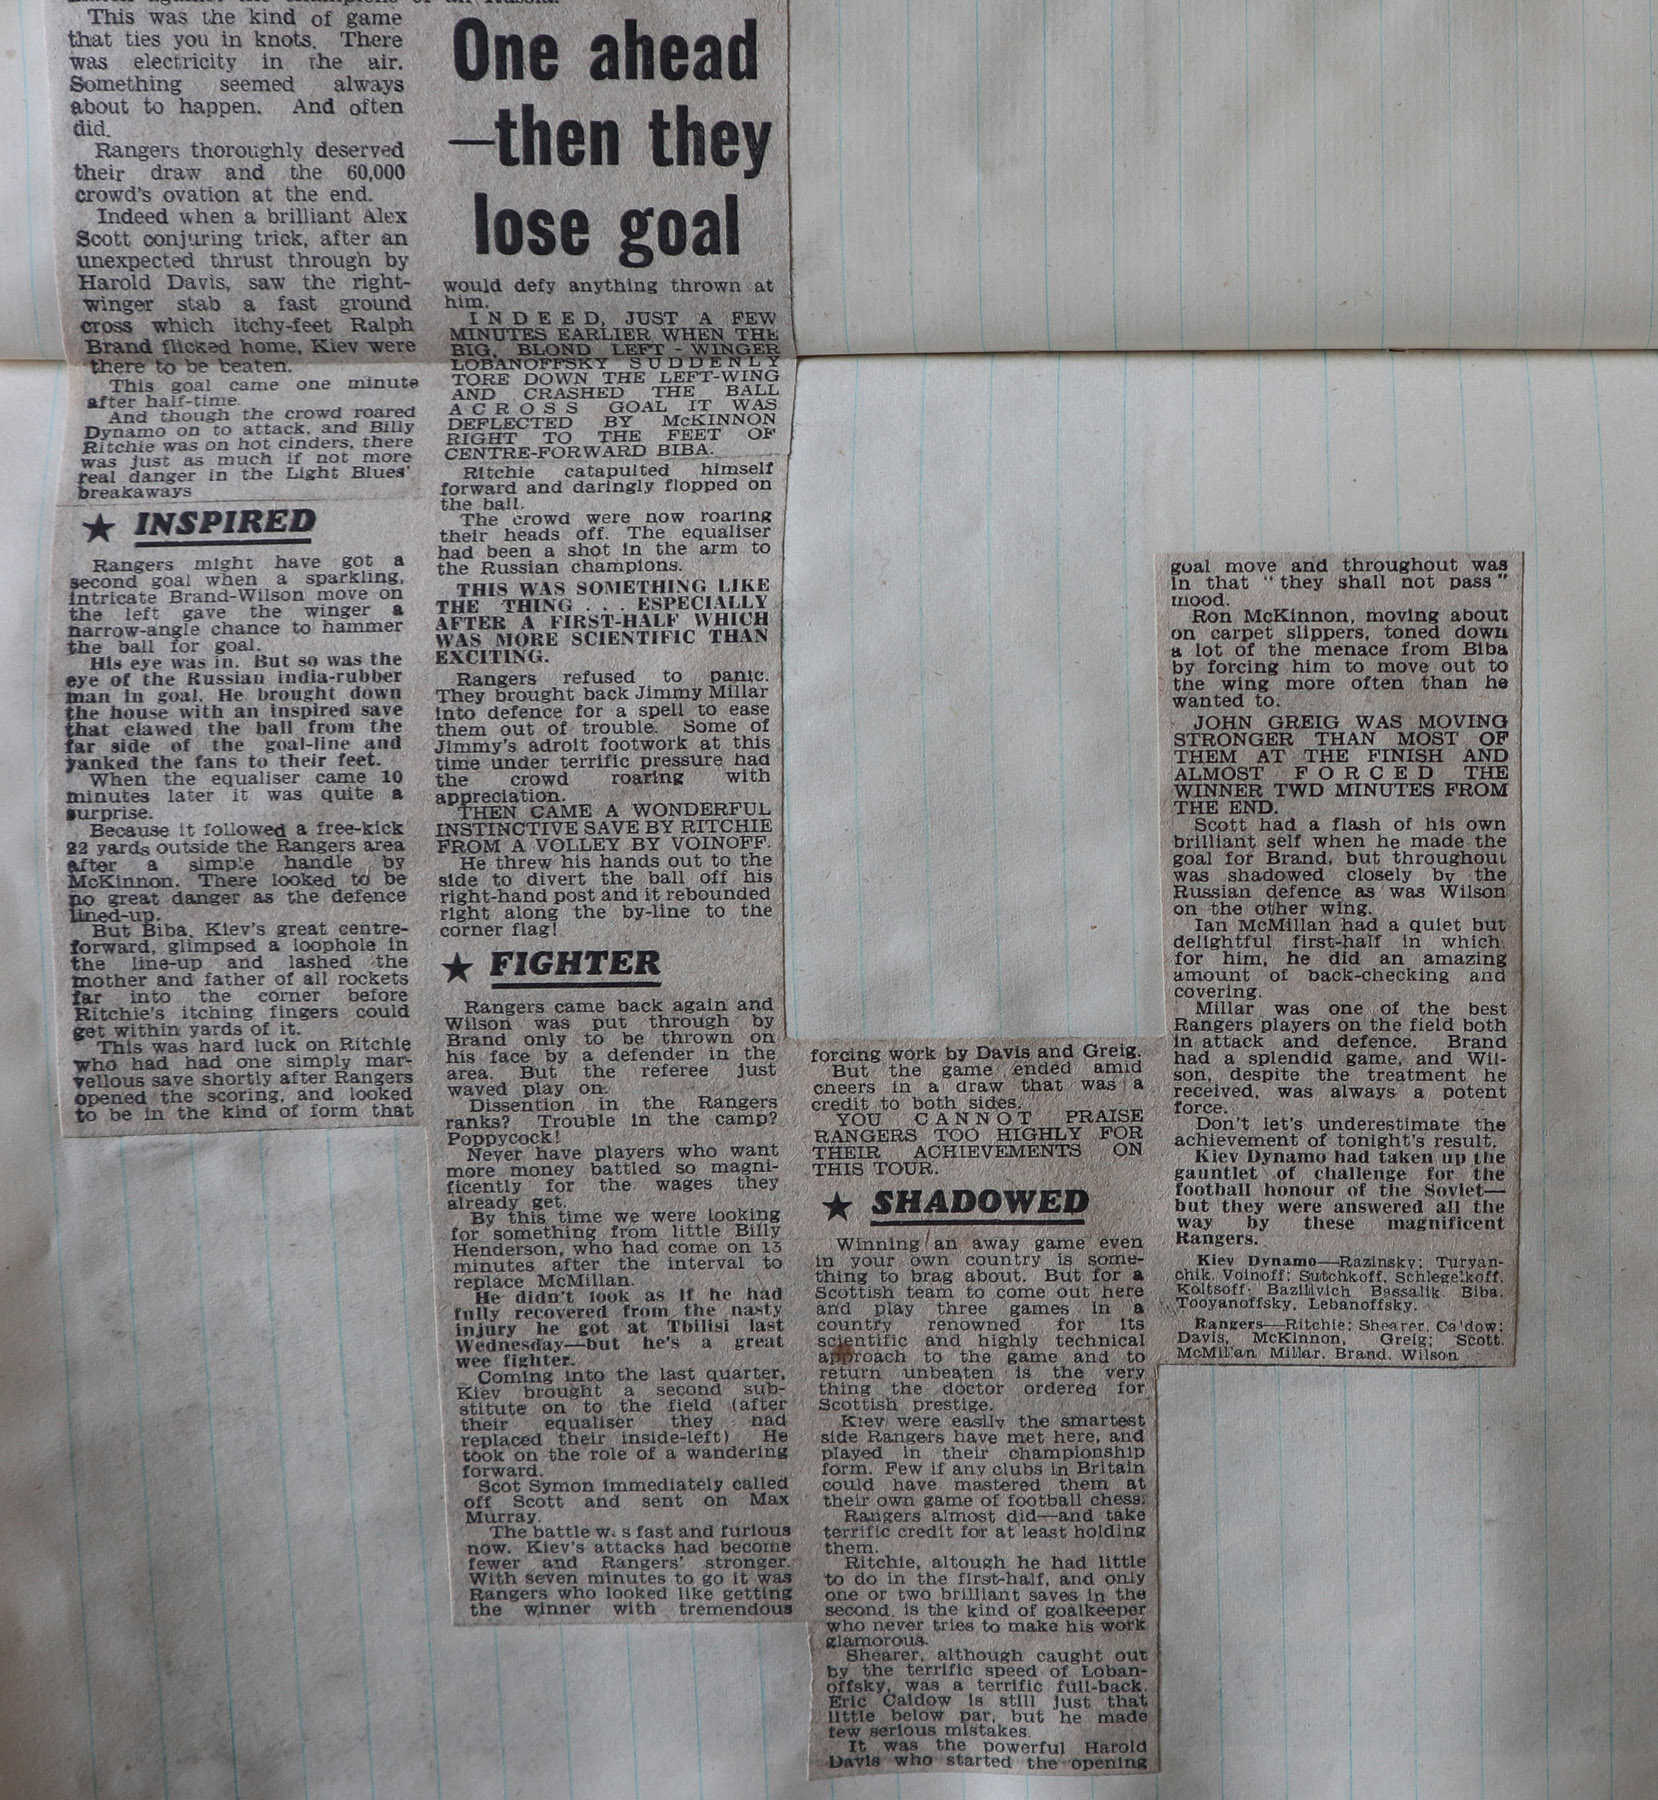 This was the kind of game
that ties you in knots. There
was electricity in the air.
Something seemed always
about to happen. And often
did.
Rangers thoroughly deserved
their draw and the 60,000
crowd's ovation at the end.
Indeed when a brilliant Alex
Scott conjuring trick, after an
unexpected thrust through by
Harold Davis, saw the right-
winger stab a fast ground
cross which itchy-feet Ralph
Brand flicked home, Kiev were
there to be beaten.
This goal came one minute
after half-time.
And though the crowd roared
Dynamo on to attack, and Billy
Ritchie was on hot cinders, there
was just as much if not more
real danger in the Light Blues'
breakaways
★ INSPIRED
Rangers might have got a
second goal when a sparkling,
intricate Brand-Wilson move on
the left gave the winger a
narrow-angle chance to hammer
the ball for goal.
His eye was in. But so was the
eye of the Russian india-rubber
man in goal. He brought down
the house with an inspired save
that clawed the ball from the
far side of the goal-line and
yanked the fans to their feet.
When the equaliser came 10
minutes later it was quite a
surprise.
Because it followed a free-kick
22 yards outside the Rangers area
after a simple handle by
McKinnon. There looked to be
no great danger as the defence
lined-up.
But Biba, Kiev's great centre-
forward, glimpsed a loophole in
the line-up and lashed the
mother and father of all rockets
far into the corner before
Ritchie's itching fingers could
get within yards of it.
This was hard luck on Ritchie
who had had one simply mar-
vellous save shortly after Rangers
opened the scoring, and looked
to be in the kind of form that
One ahead
—then they
lose goal
would defy anything thrown at
him.
INDEED, JUST A FEW
MINUTES EARLIER WHEN THE
BIG, BLOND LEFT-WINGER
LOBANOFFSKY SUDDENLY
TORE DOWN THE LEFT-WING
AND CRASHED THE BALL
ACROSS GOAL IT WAS
DEFLECTED BY McKINNON
RIGHT TO THE FEET OF
CENTRE-FORWARD BIBA.
Ritchie catapulted himself
forward and daringly flopped on
the ball.
The crowd were now roaring
their heads off. The equaliser
had been a shot in the arm to
the Russian champions.
THIS WAS SOMETHING LIKE
THE THING . . . ESPECIALLY
AFTER A FIRST-HALF WHICH
WAS MORE SCIENTIFIC THAN
EXCITING.
Rangers refused to panic.
They brought back Jimmy Millar
into defence for a spell to ease
them out of trouble. Some of
Jimmy's adroit footwork at this
time under terrific pressure had
the crowd roaring with
appreciation.
THEN CAME A WONDERFUL
INSTINCTIVE SAVE BY RITCHIE
FROM A VOLLEY BY VOINOFF.
He threw his hands out to the
side to divert the ball off his
right-hand post and it rebounded
right along the by-line to the
corner flag!
★ FIGHTER
Rangers came back again and
Wilson was put through by
Brand only to be thrown on
his face by a defender in the
area. But the referee just
waved play on.
Dissention in the Rangers
ranks? Trouble in the camp?
Poppycock!
Never have players who want
more money battled so magni-
ficently for the wages they
already get.
By this time we were looking
for something from little Billy
Henderson, who had come on 13
minutes after the interval to
replace McMillan.
He didn't look as if he had
fully recovered from the nasty
injury he got at Tbilisi last
Wednesday—but he's a great
wee fighter.
Coming into the last quarter,
Kiev brought a second sub-
stitute on to the field (after
their equaliser they had
replaced their inside-left) He
took on the role of a wandering
forward.
Scot Symon immediately called
off Scott and sent on Max
Murray.
The battle w.s fast and furious
now. Kiev's attacks had become
fewer and Rangers' stronger.
With seven minutes to go it was
Rangers who looked like getting
the winner with tremendous
forcing work by Davis and Greig.
But the game ended amid
cheers in a draw that was a
credit to both sides.
YOU CANNOT PRAISE
RANGERS TOO HIGHLY FOR
THEIR ACHIEVEMENTS ON
THIS TOUR.
★ SHADOWED
Winning an away game even
in your own country is some-
thing to brag about. But for a
Scottish team to come out here
and play three games in a
country renowned for its
scientific and highly technical
approach to the game and to
return unbeaten is the very
thing the doctor ordered for
Scottish prestige.
Kiev were easily the smartest
side Rangers have met here, and
played in their championship
form. Few if any clubs in Britain
could have mastered them at
their own game of football chess.
Rangers almost did—and take
terrific credit for at least holding
them.
Ritchie, altough he had little
to do in the first-half, and only
one or two brilliant saves in the
second, is the kind of goalkeeper
who never tries to make his work
glamorous.
Shearer, although caught out
by the terrific speed of Loban-
offsky, was a terrific full-back.
Eric Caldow is still just that
little below par, but he made
few serious mistakes.
It was the powerful Harold
Davis who started the opening
goal move and throughout was
in that "they shall not pass"
mood.
Ron McKinnon, moving about
on carpet slippers, toned down
a lot of the menace from Biba
by forcing him to move out to
the wing more often than he
wanted to.
JOHN GREIG WAS MOVING
STRONGER THAN MOST OF
THEM AT THE FINISH AND
ALMOST FORCED THE
WINNER TWD MINUTES FROM
THE END.
Scott had a flash of his own
brilliant self when he made the
goal for Brand, but throughout
was shadowed closely by the
Russian defence as was Wilson
on the other wing.
Ian McMillan had a quiet but
delightful first-half in which,
for him, he did an amazing
amount of back-checking and
covering.
Millar was one of the best
Rangers players on the field both
in attack and defence. Brand
had a splendid game, and Wil-
son, despite the treatment he
received, was always a potent
force.
Don't let's underestimate the
achievement of tonight's result.
Kiev Dynamo had taken up the
gauntlet of challenge for the
football honour of the Soviet—
but they were answered all the
way by these magnificent
Rangers.
Kiev Dynamo—Razinsky; Turyan-
chik, Voinoff; Sutchkoff, Schlegelkoff,
Koltsoff; Bazilivich Bassalik, Biba,
Tooyanoffsky, Lebanoffsky.
Rangers—Ritchie; Shearer, Ca'dow;
Davis, McKinnon, Greig; Scott,
McMillan Millar, Brand, Wilson